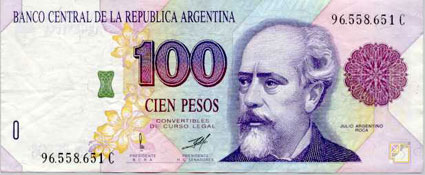 BANCO CENTRAL DE LA REPUBLICA ARGENTINA
96.558.651 C
100
CIEN PESOS
CONVERTIBLES
DE CURSO LEGAL
JULIO ARGENTINO
ROCA
PRESIDENTE
B C R A
PRESIDENTE
H C SENADORES
96.558.651 C